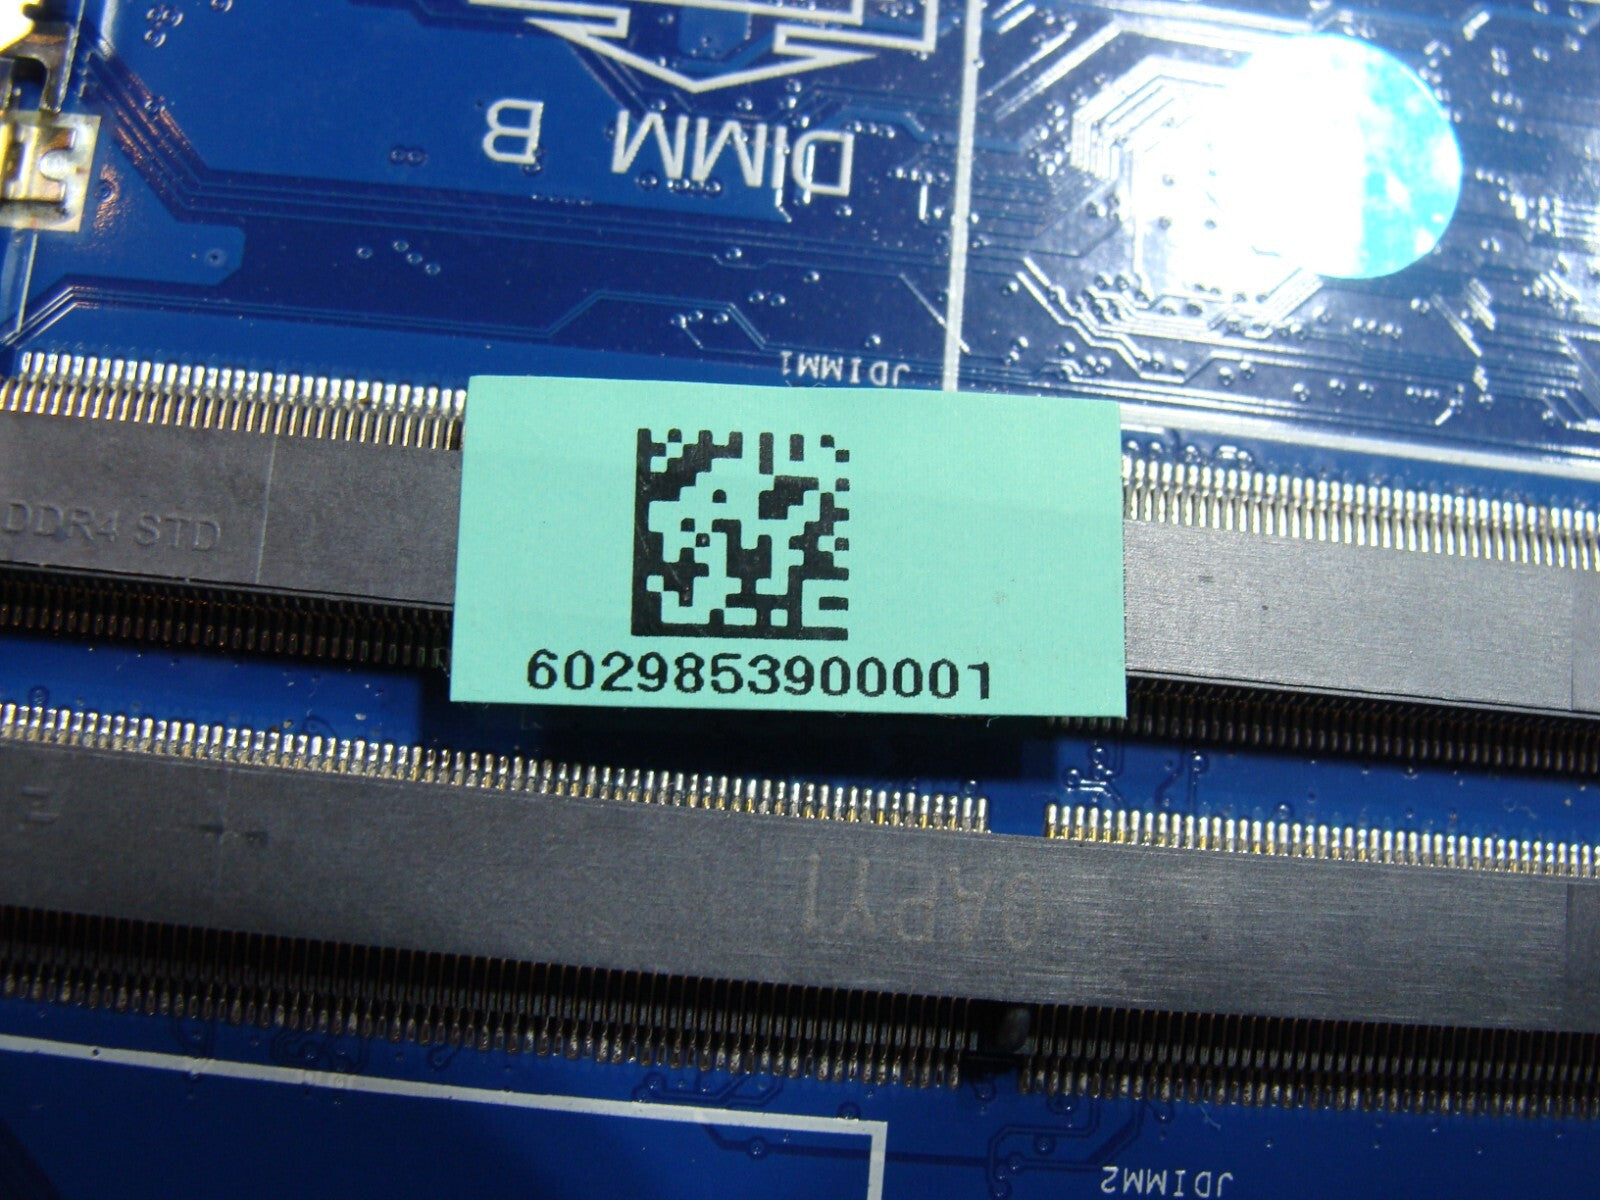 DIMM B
JDIMM1
DDR4 STD
6029853900001
JDIMM2